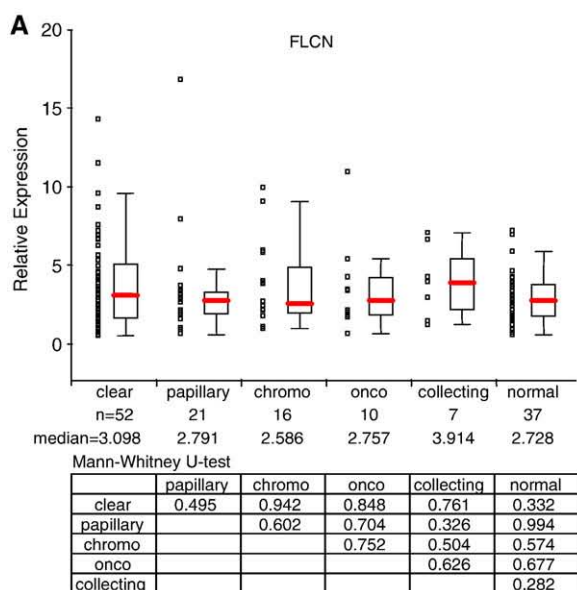 A
FLCN
Relative Expression
20
15
10
5
0
clear papillary chromo onco collecting normal
n=52 21 16 10 7 37
median=3.098 2.791 2.586 2.757 3.914 2.728
Mann-Whitney U-test
papillary chromo onco collecting normal
clear 0.495 0.942 0.848 0.761 0.332
papillary 0.602 0.704 0.326 0.994
chromo 0.752 0.504 0.574
onco 0.626 0.677
collecting 0.282